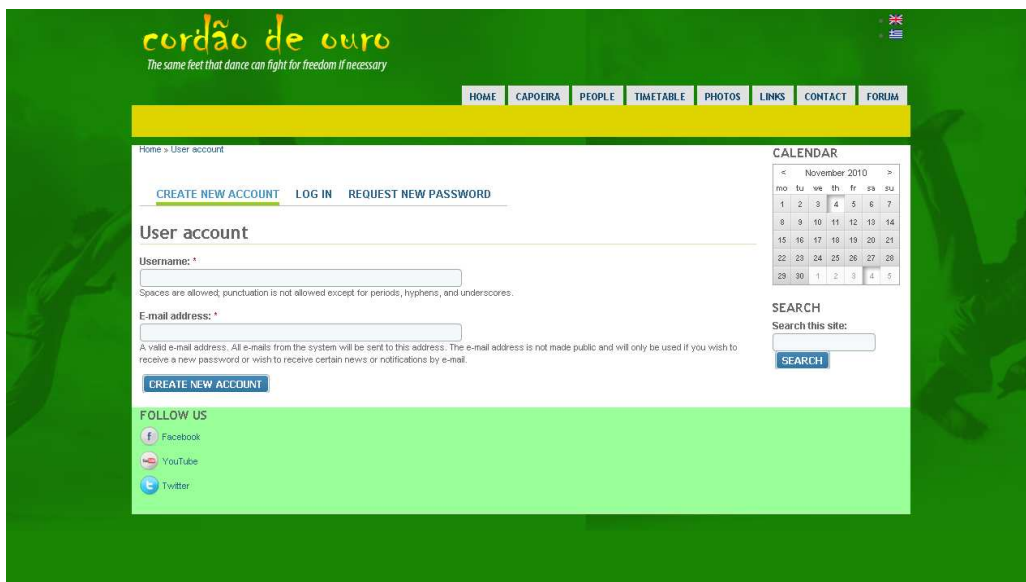 cordão de ouro
The same feet that dance can fight for freedom if necessary
HOME CAPOEIRA PEOPLE TIMETABLE PHOTOS LINKS CONTACT FORUM
Home » User account
CREATE NEW ACCOUNT LOG IN REQUEST NEW PASSWORD
User account
Username: *
Spaces are allowed; punctuation is not allowed except for periods, hyphens, and underscores.
E-mail address: *
A valid e-mail address. All e-mails from the system will be sent to this address. The e-mail address is not made public and will only be used if you wish to
receive a new password or wish to receive certain news or notifications by e-mail.
CREATE NEW ACCOUNT
CALENDAR
< November 2010 >
mo tu we th fr sa su
1 2 3 4 5 6 7
8 9 10 11 12 13 14
15 16 17 18 19 20 21
22 23 24 25 26 27 28
29 30 1 2 3 4 5
SEARCH
Search this site:
SEARCH
FOLLOW US
Facebook
YouTube
Twitter